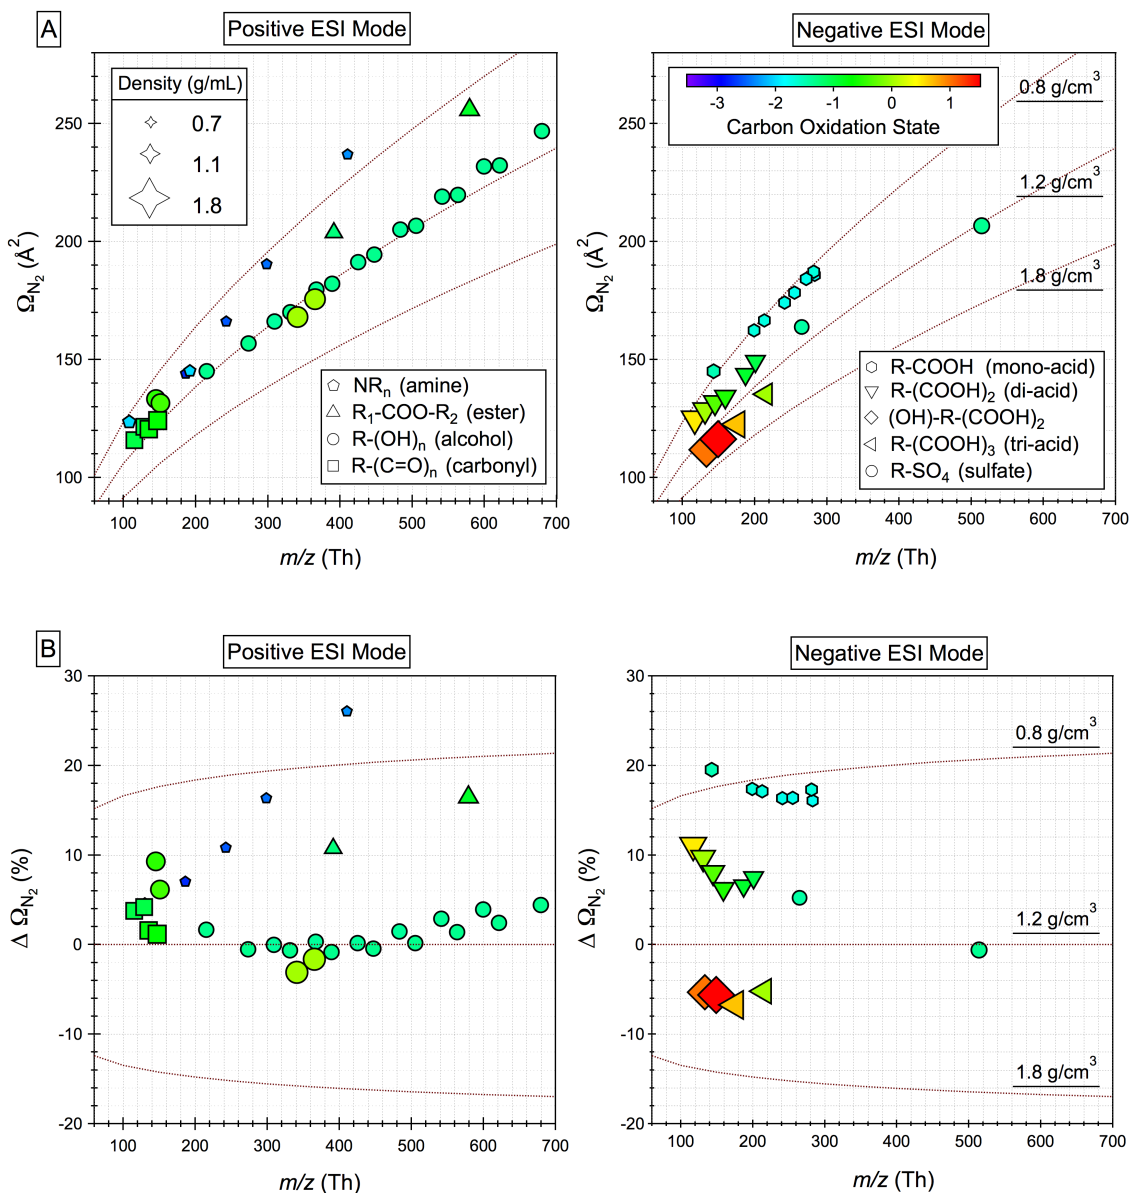 A
Positive ESI Mode
Negative ESI Mode
Density (g/mL)
0.7
1.1
1.8
250
200
150
100
Ω_N₂ (Å²)
NRₙ (amine)
R₁-COO-R₂ (ester)
R-(OH)ₙ (alcohol)
R-(C=O)ₙ (carbonyl)
100 200 300 400 500 600 700
m/z (Th)
-3 -2 -1 0 1
Carbon Oxidation State
0.8 g/cm³
1.2 g/cm³
1.8 g/cm³
250
200
150
100
Ω_N₂ (Å²)
R-COOH (mono-acid)
R-(COOH)₂ (di-acid)
(OH)-R-(COOH)₂
R-(COOH)₃ (tri-acid)
R-SO₄ (sulfate)
100 200 300 400 500 600 700
m/z (Th)
B
Positive ESI Mode
Negative ESI Mode
30
20
10
0
-10
-20
Δ Ω_N₂ (%)
100 200 300 400 500 600 700
m/z (Th)
30
20
10
0
-10
-20
Δ Ω_N₂ (%)
0.8 g/cm³
1.2 g/cm³
1.8 g/cm³
100 200 300 400 500 600 700
m/z (Th)